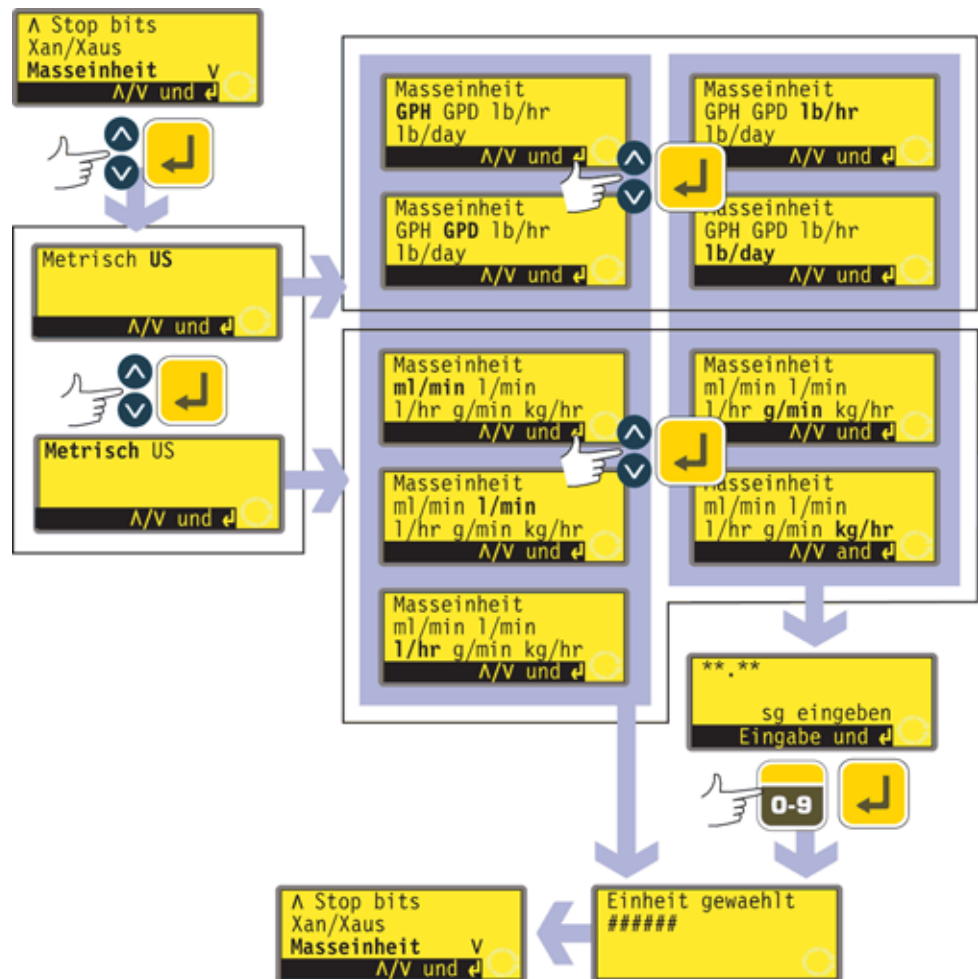 Λ Stop bits
Xan/Xaus
Masseinheit V
Λ/V und ↲
Metrisch US
Λ/V und ↲
Metrisch US
Λ/V und ↲
Masseinheit
GPH GPD lb/hr
lb/day
Λ/V und ↲
Masseinheit
GPH GPD lb/hr
lb/day
Λ/V und ↲
Masseinheit
GPH GPD lb/hr
lb/day
Λ/V und ↲
Masseinheit
GPH GPD lb/hr
lb/day
Λ/V und ↲
Masseinheit
ml/min l/min
l/hr g/min kg/hr
Λ/V und ↲
Masseinheit
ml/min l/min
l/hr g/min kg/hr
Λ/V und ↲
Masseinheit
ml/min l/min
l/hr g/min kg/hr
Λ/V und ↲
Masseinheit
ml/min l/min
l/hr g/min kg/hr
Λ/V and ↲
Masseinheit
ml/min l/min
l/hr g/min kg/hr
Λ/V und ↲
**.**
sg eingeben
Eingabe und ↲
0-9
Einheit gewaehlt
######
Λ Stop bits
Xan/Xaus
Masseinheit V
Λ/V und ↲